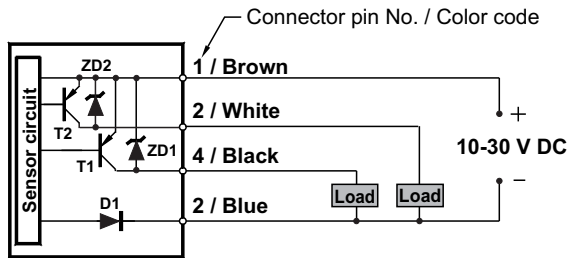 Connector pin No. / Color code
1 / Brown
ZD2
2 / White
+
T2
10-30 V DC
ZD1
T1
4 / Black
−
Load Load
D1
2 / Blue
Sensor circuit